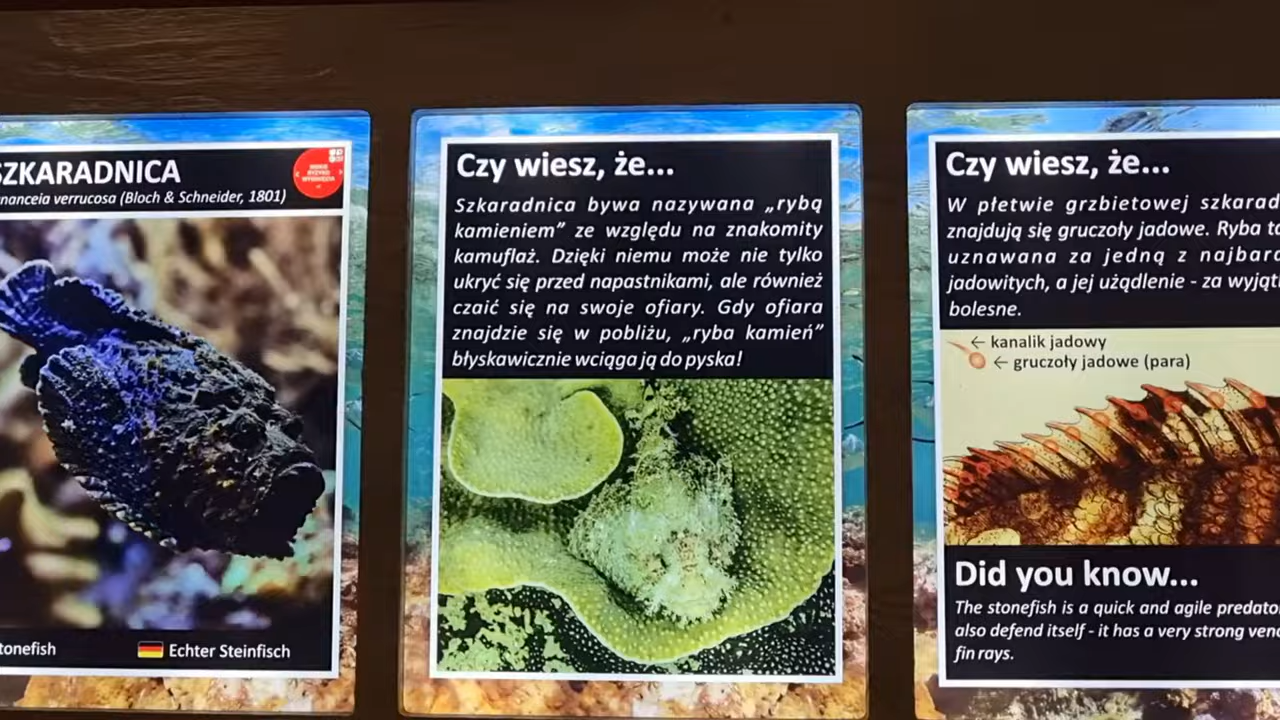 SZKARADNICA
nanceia verrucosa (Bloch & Schneider, 1801)
tonefish
Echter Steinfisch
Czy wiesz, że...
Szkaradnica bywa nazywana „rybą
kamieniem” ze względu na znakomity
kamuflaż. Dzięki niemu może nie tylko
ukryć się przed napastnikami, ale również
czaić się na swoje ofiary. Gdy ofiara
znajdzie się w pobliżu, „ryba kamień”
błyskawicznie wciąga ją do pyska!
Czy wiesz, że...
W płetwie grzbietowej szkarad
znajdują się gruczoły jadowe. Ryba ta
uznawana za jedną z najbard
jadowitych, a jej użądlenie - za wyjąt
bolesne.
← kanalik jadowy
← gruczoły jadowe (para)
Did you know...
The stonefish is a quick and agile predato
also defend itself - it has a very strong ven
fin rays.